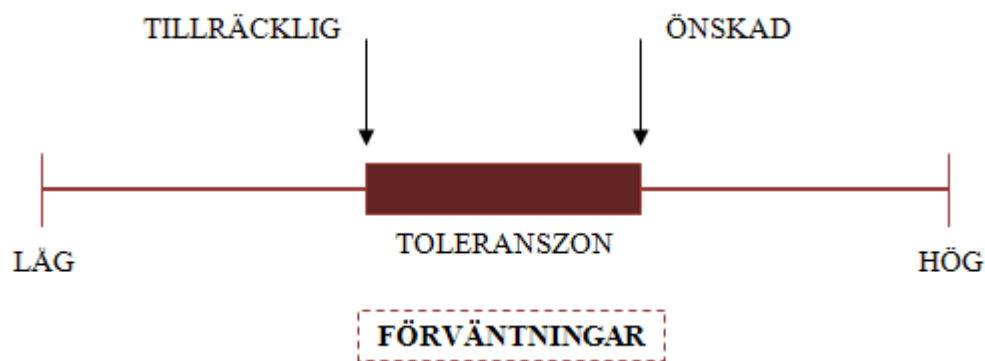 TILLRÄCKLIG
ÖNSKAD
TOLERANSZON
LÅG
HÖG
FÖRVÄNTNINGAR